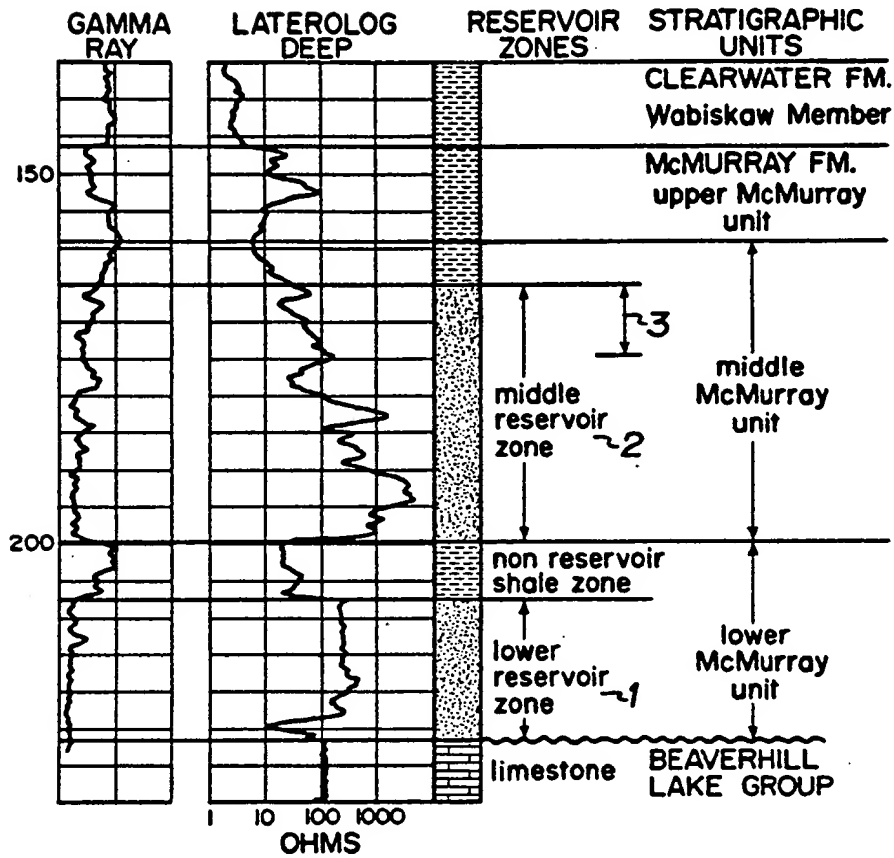 GAMMA RAY
LATEROLOG DEEP
RESERVOIR ZONES
STRATIGRAPHIC UNITS
CLEARWATER FM.
Wabiskaw Member
McMURRAY FM.
upper McMurray
unit
150
3
middle
reservoir
zone
2
middle
McMurray
unit
200
non reservoir
shale zone
lower
reservoir
zone
1
lower
McMurray
unit
limestone
BEAVERHILL
LAKE GROUP
1 10 100 1000
OHMS